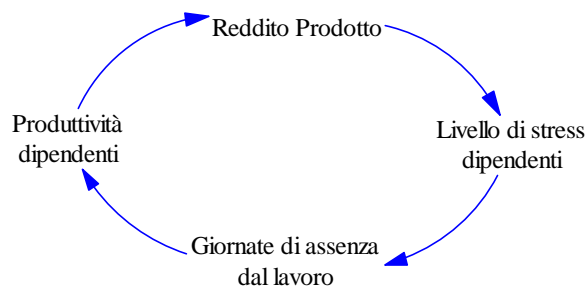 Reddito Prodotto
Livello di stress
dipendenti
Giornate di assenza
dal lavoro
Produttività
dipendenti